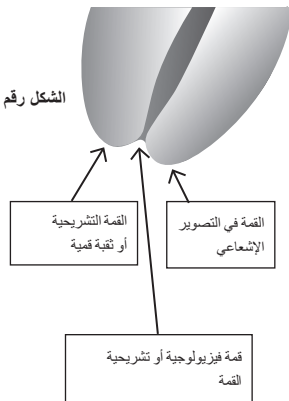 الشكل رقم
القمة في التصوير
الإشعاعي
القمة التشريحية
أو ثقبة قمية
قمة فيزيولوجية أو تشريحية
القمة